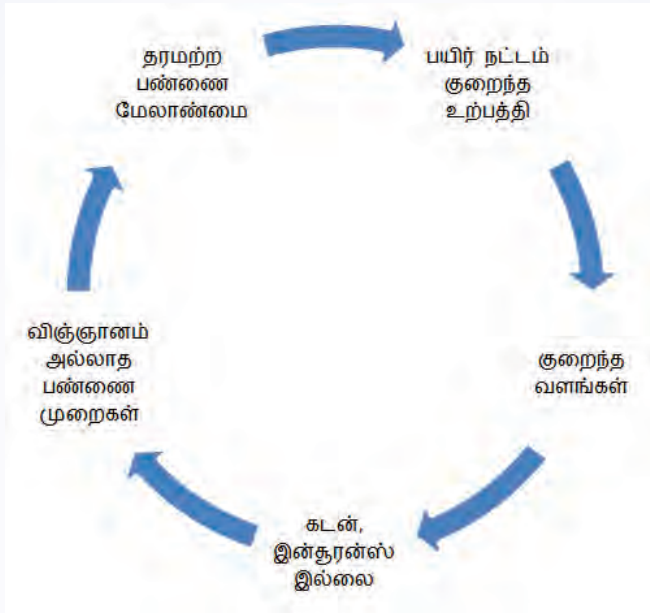 தரமற்ற
பண்ணை
மேலாண்மை
பயிர் நட்டம்
குறைந்த
உற்பத்தி
குறைந்த
வளங்கள்
கடன்,
இன்சூரன்ஸ்
இல்லை
விஞ்ஞானம்
அல்லாத
பண்ணை
முறைகள்